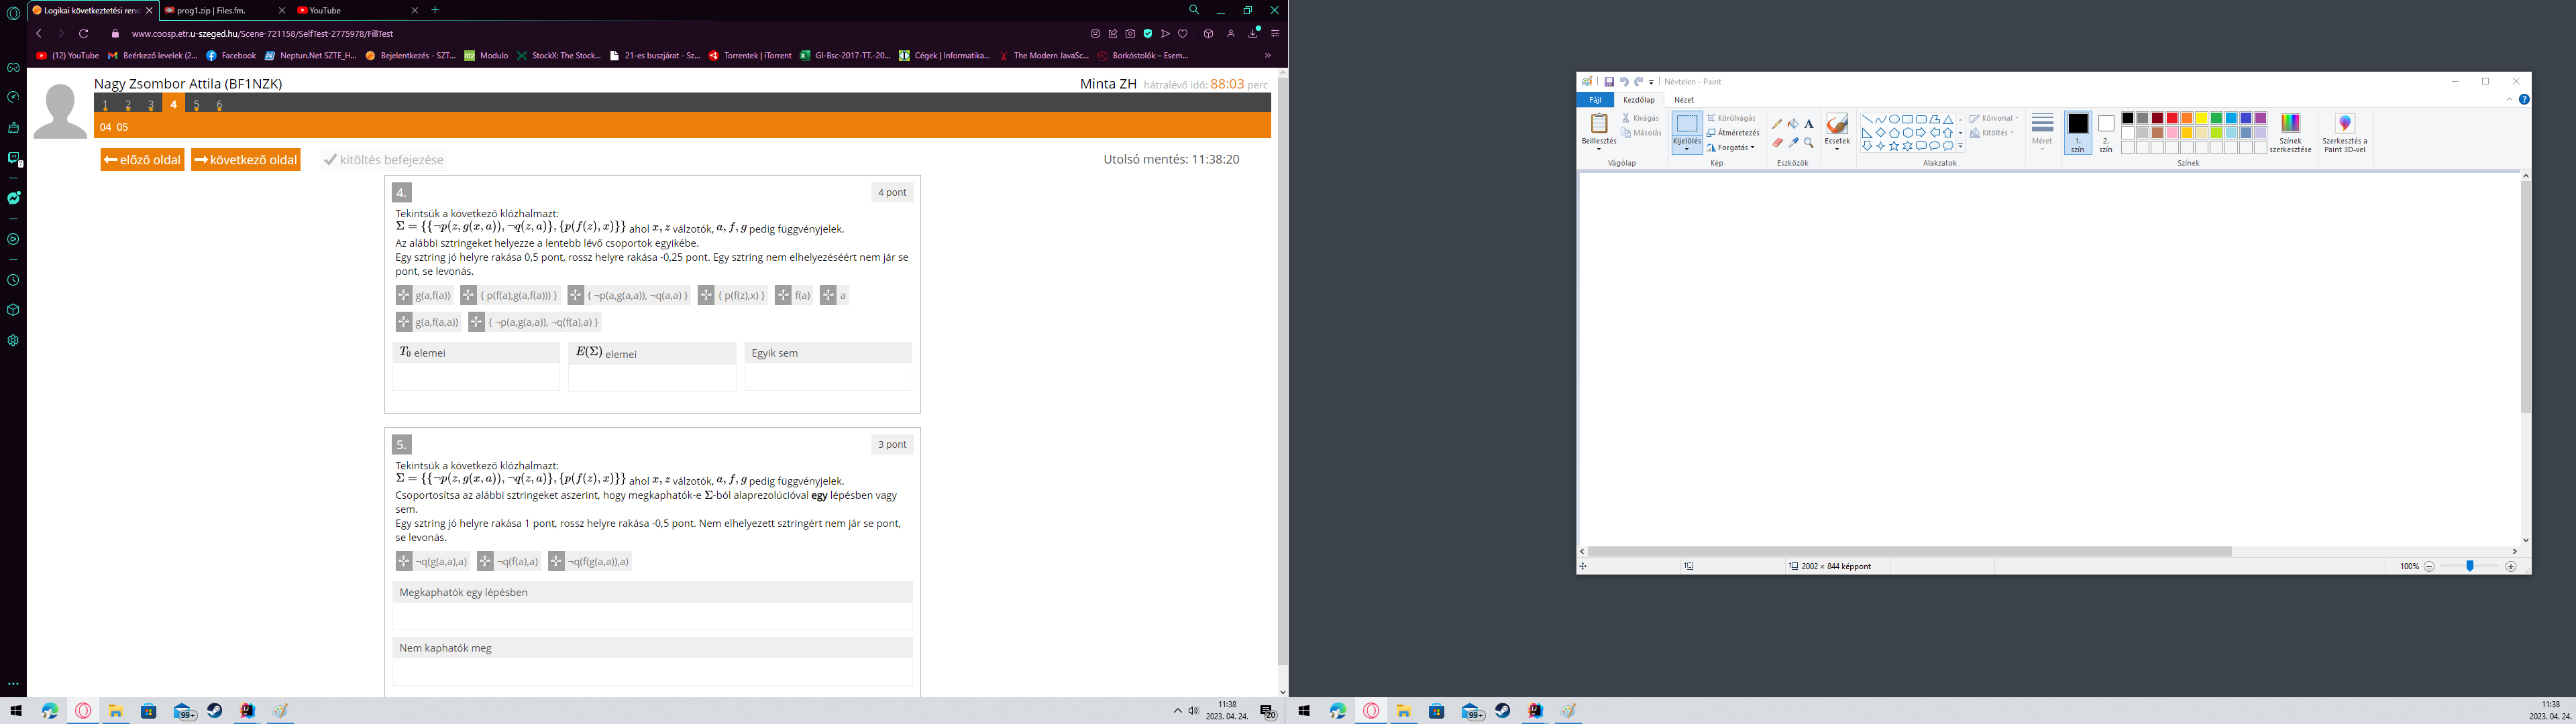 Logikai következtetési rend
prog1.zip | Files.fm.
YouTube
www.coosp.etr.u-szeged.hu/Scene-721158/SelfTest-2775978/FillTest
(12) YouTube
Beérkező levelek (2...
Facebook
Neptun.Net SZTE_H...
Bejelentkezés - SZT...
Modulo
StockX: The Stock...
21-es buszjárat - Sz...
Torrentek | iTorrent
GI-Bsc-2017-TT.-20...
Cégek | Informatika...
The Modern JavaSc...
Borkóstolók – Esem...
Nagy Zsombor Attila (BF1NZK)
Minta ZH hátralévő idő: 88:03 perc
1 2 3 4 5 6
04 05
előző oldal
következő oldal
kitöltés befejezése
Utolsó mentés: 11:38:20
4.
4 pont
Tekintsük a következő klózhalmazt:
Σ = {{¬p(z, g(x, a)), ¬q(z, a)}, {p(f(z), x)}} ahol x, z válzotók, a, f, g pedig függvényjelek.
Az alábbi sztringeket helyezze a lentebb lévő csoportok egyikébe.
Egy sztring jó helyre rakása 0,5 pont, rossz helyre rakása -0,25 pont. Egy sztring nem elhelyezéséért nem jár se
pont, se levonás.
g(a,f(a))
{ p(f(a),g(a,f(a))) }
{ ¬p(a,g(a,a)), ¬q(a,a) }
{ p(f(z),x) }
f(a)
a
g(a,f(a,a))
{ ¬p(a,g(a,a)), ¬q(f(a),a) }
T0 elemei
E(Σ) elemei
Egyik sem
5.
3 pont
Tekintsük a következő klózhalmazt:
Σ = {{¬p(z, g(x, a)), ¬q(z, a)}, {p(f(z), x)}} ahol x, z válzotók, a, f, g pedig függvényjelek.
Csoportosítsa az alábbi sztringeket aszerint, hogy megkaphatók-e Σ-ból alaprezolúcióval egy lépésben vagy
sem.
Egy sztring jó helyre rakása 1 pont, rossz helyre rakása -0,5 pont. Nem elhelyezett sztringért nem jár se pont,
se levonás.
¬q(g(a,a),a)
¬q(f(a),a)
¬q(f(g(a,a)),a)
Megkaphatók egy lépésben
Nem kaphatók meg
99+
11:38
2023. 04. 24.
20
Névtelen - Paint
Fájl
Kezdőlap
Nézet
Beillesztés
Kivágás
Másolás
Vágólap
Kijelölés
Körülvágás
Átméretezés
Forgatás
Kép
A
Eszközök
Ecsetek
Körvonal
Kitöltés
Alakzatok
Méret
1.
szín
2.
szín
Színek
szerkesztése
Színek
Szerkesztés a
Paint 3D-vel
2002 × 844 képpont
100%
99+
11:38
2023. 04. 24.